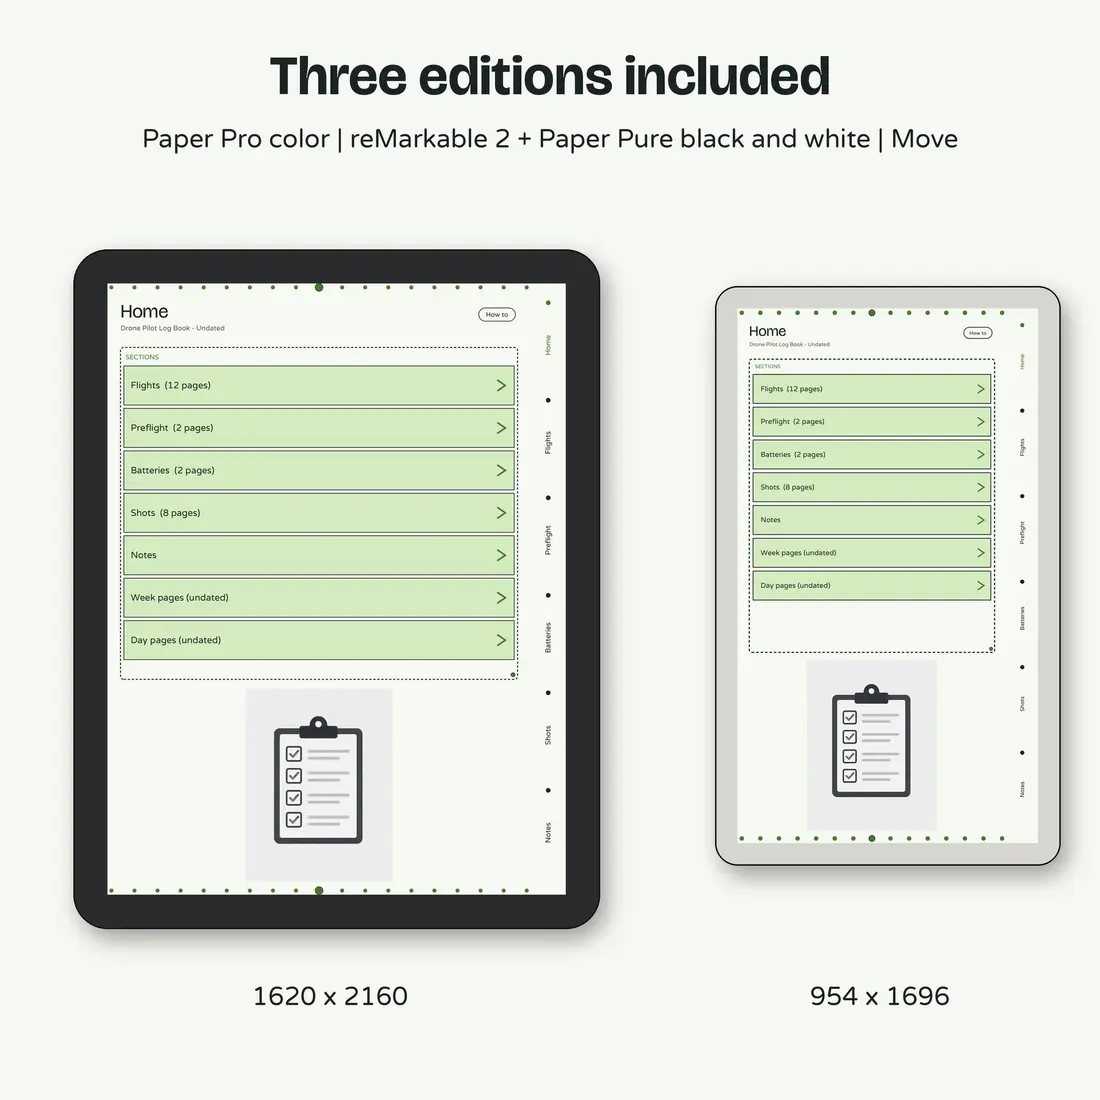 Three editions included
Paper Pro color | reMarkable 2 + Paper Pure black and white | Move
Home
How to
Drone Pilot Log Book - Undated
SECTIONS
Flights (12 pages)
Preflight (2 pages)
Batteries (2 pages)
Shots (8 pages)
Notes
Week pages (undated)
Day pages (undated)
Home
Flights
Preflight
Batteries
Shots
Notes
1620 x 2160
Home
How to
Drone Pilot Log Book - Undated
SECTIONS
Flights (12 pages)
Preflight (2 pages)
Batteries (2 pages)
Shots (8 pages)
Notes
Week pages (undated)
Day pages (undated)
Home
Flights
Preflight
Batteries
Shots
Notes
954 x 1696